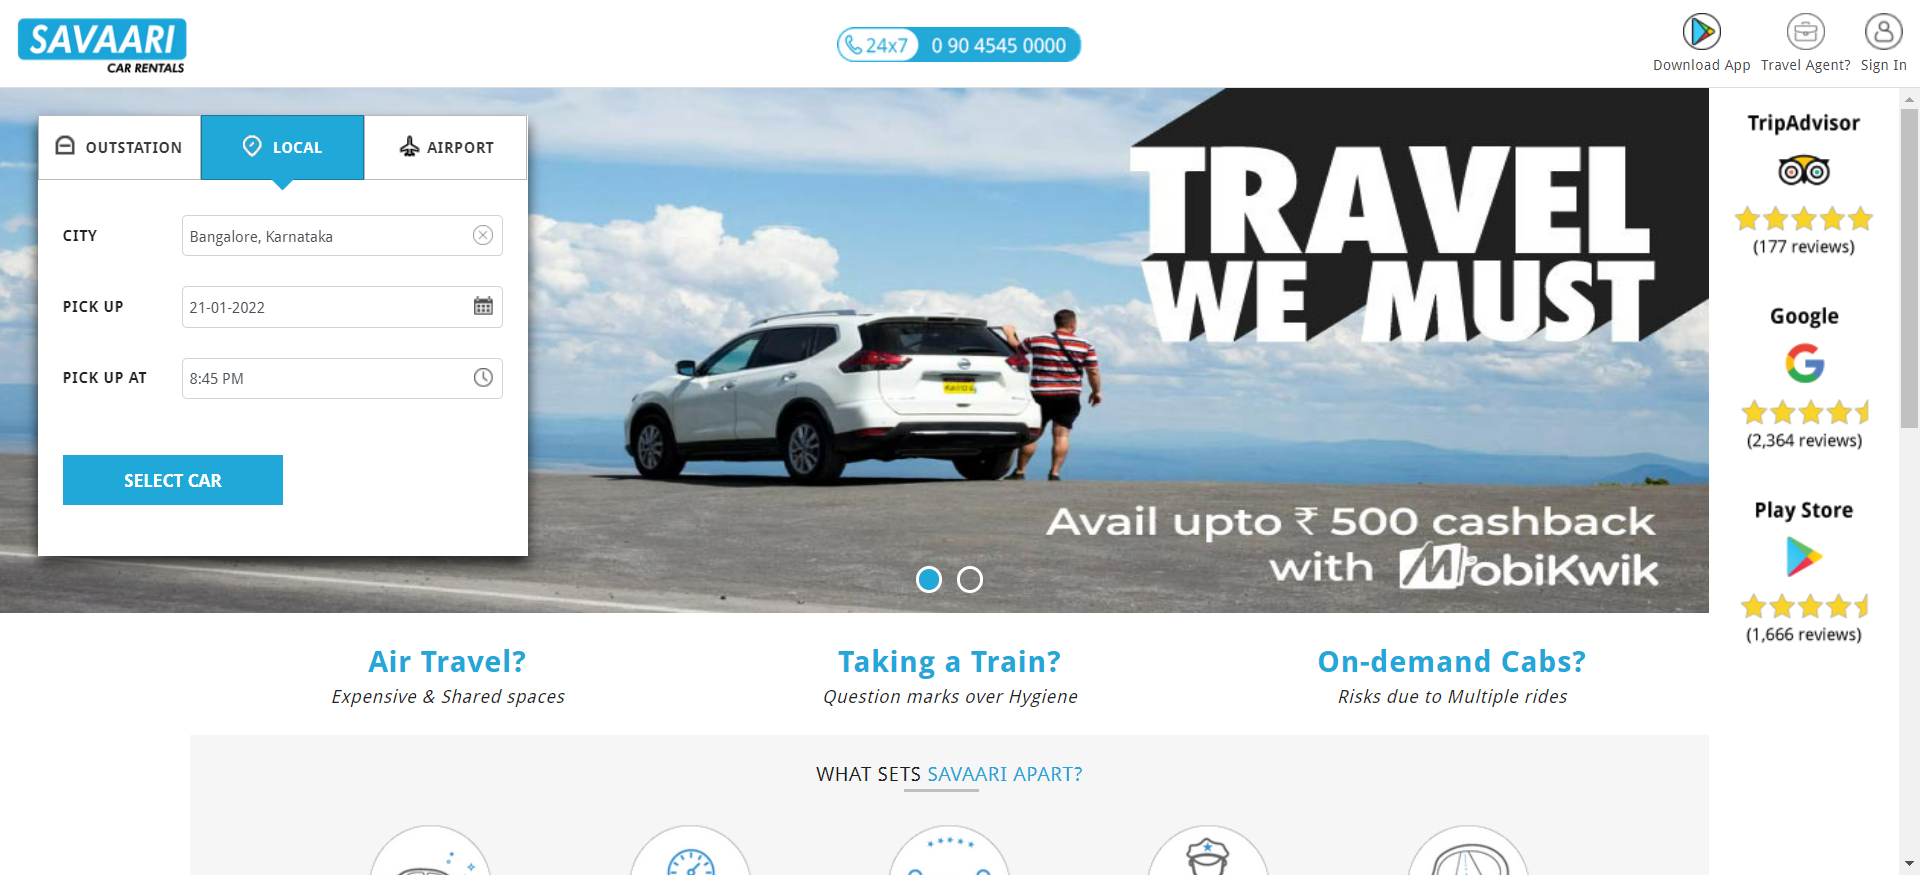 SAVAARI
CAR RENTALS
24x7 0 90 4545 0000
Download App
Travel Agent?
Sign In
OUTSTATION
LOCAL
AIRPORT
CITY
Bangalore, Karnataka
PICK UP
21-01-2022
PICK UP AT
8:45 PM
SELECT CAR
TRAVEL
WE MUST
Avail upto ₹ 500 cashback
with MobiKwik
TripAdvisor
(177 reviews)
Google
(2,364 reviews)
Play Store
(1,666 reviews)
Air Travel?
Expensive & Shared spaces
Taking a Train?
Question marks over Hygiene
On-demand Cabs?
Risks due to Multiple rides
WHAT SETS SAVAARI APART?